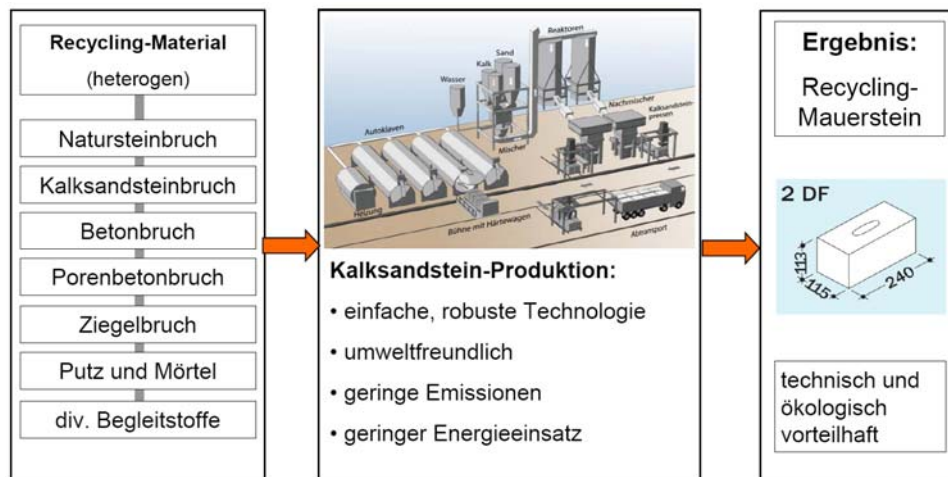 Recycling-Material
(heterogen)
Natursteinbruch
Kalksandsteinbruch
Betonbruch
Porenbetonbruch
Ziegelbruch
Putz und Mörtel
div. Begleitstoffe
Reaktoren
Sand
Kalk
Wasser
Nachmischer
Kalksandstein-
pressen
Autoklaven
Mischer
Heizung
Bühne mit Härtewagen
Abtransport
Kalksandstein-Produktion:
• einfache, robuste Technologie
• umweltfreundlich
• geringe Emissionen
• geringer Energieeinsatz
Ergebnis:
Recycling-
Mauerstein
2 DF
113
115
240
technisch und
ökologisch
vorteilhaft